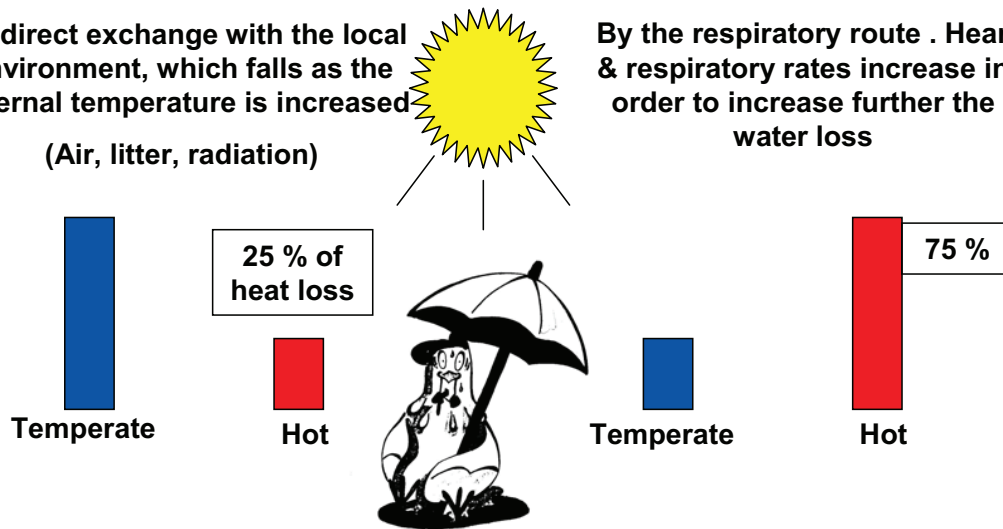 direct exchange with the local
nvironment, which falls as the
ernal temperature is increased
(Air, litter, radiation)
By the respiratory route . Hear
& respiratory rates increase in
order to increase further the
water loss
25 % of
heat loss
75 %
Temperate
Hot
Temperate
Hot